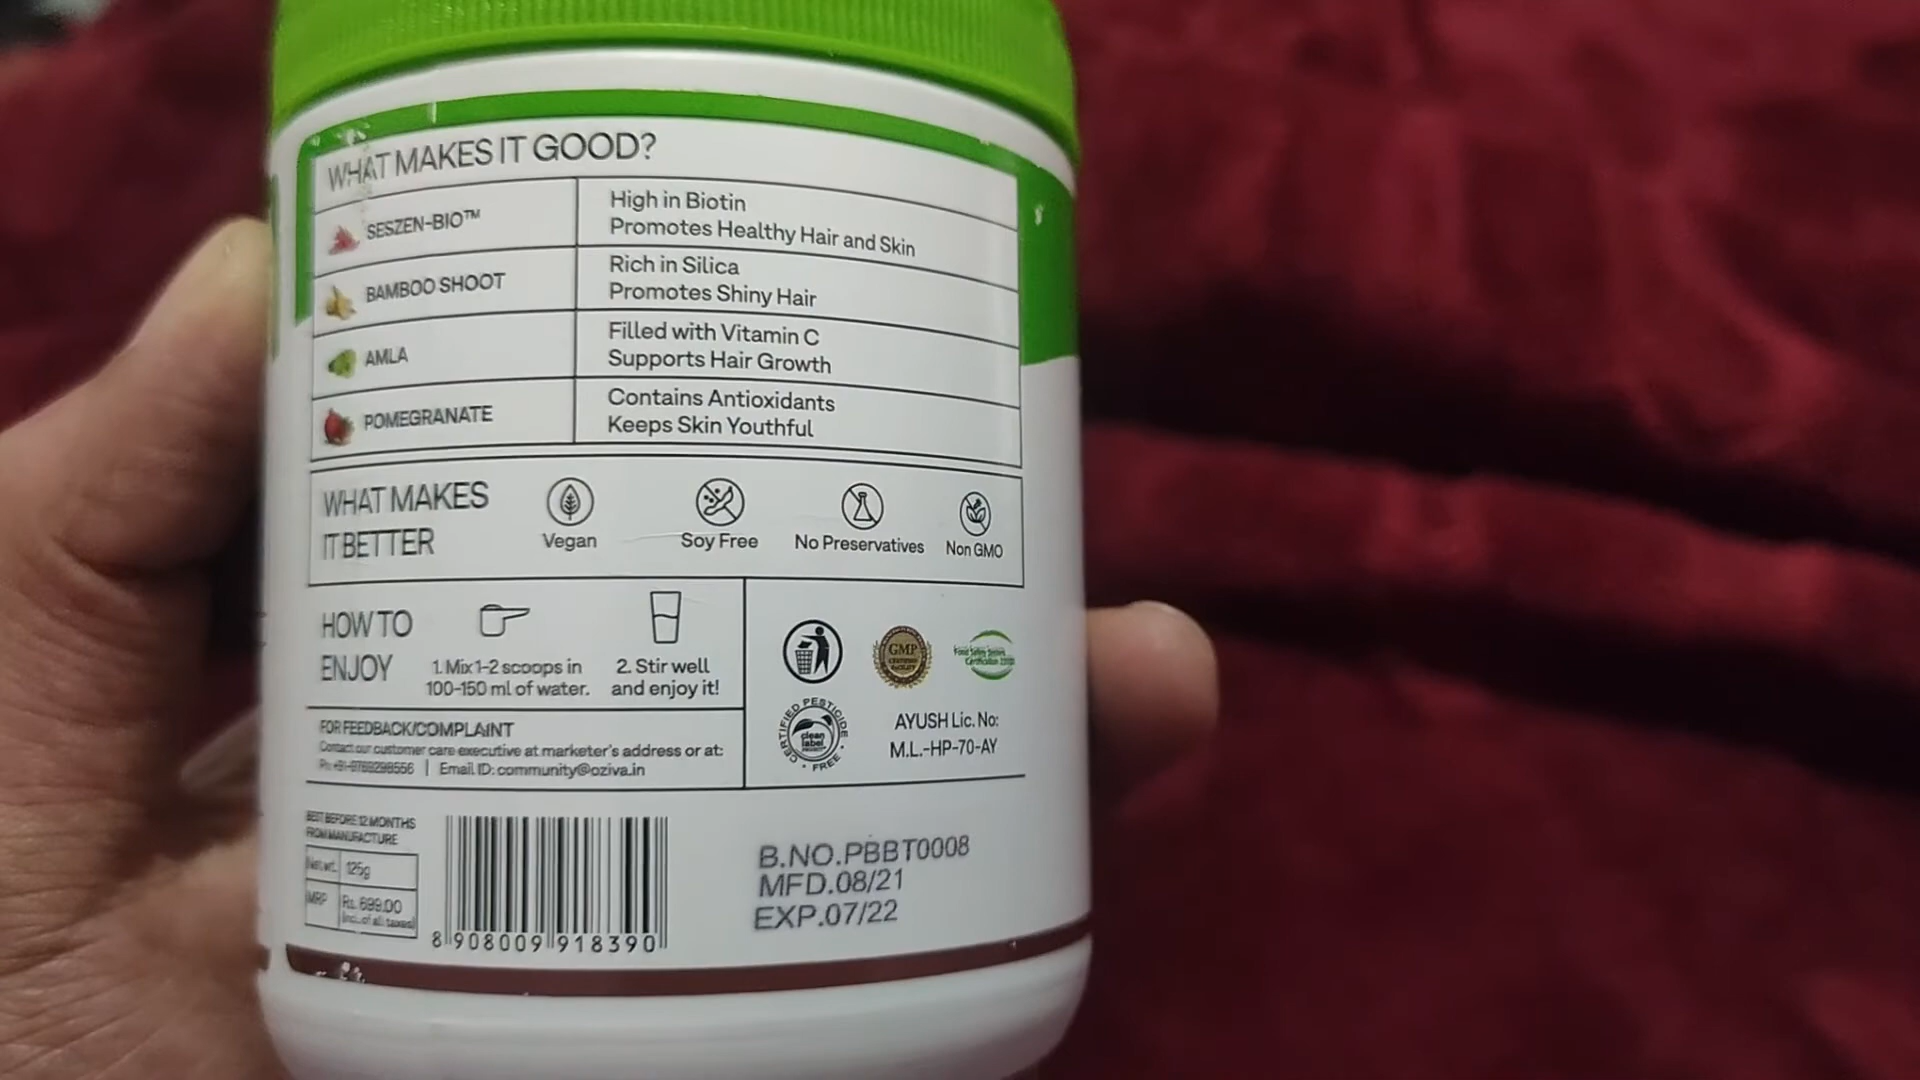 WHAT MAKES IT GOOD?
SESZEN-BIO™
High in Biotin
Promotes Healthy Hair and Skin
BAMBOO SHOOT
Rich in Silica
Promotes Shiny Hair
AMLA
Filled with Vitamin C
Supports Hair Growth
POMEGRANATE
Contains Antioxidants
Keeps Skin Youthful
WHAT MAKES
IT BETTER
Vegan
Soy Free
No Preservatives
Non GMO
HOW TO
ENJOY
1. Mix 1-2 scoops in
100-150 ml of water.
2. Stir well
and enjoy it!
FOR FEEDBACK/COMPLAINT
Contact our customer care executive at marketer's address or at:
Email ID: community@oziva.in
GMP
CERTIFIED
FACILITY
Food Safety System
Certification 22000
CERTIFIED PESTICIDE
clean
label
PROJECT
FREE
AYUSH Lic. No:
M.L.-HP-70-AY
BEST BEFORE 12 MONTHS
FROM MANUFACTURE
Net wt. 125g
MRP Rs. 699.00
(incl. of all taxes)
8 908009 918390
B.NO.PBBT0008
MFD.08/21
EXP.07/22